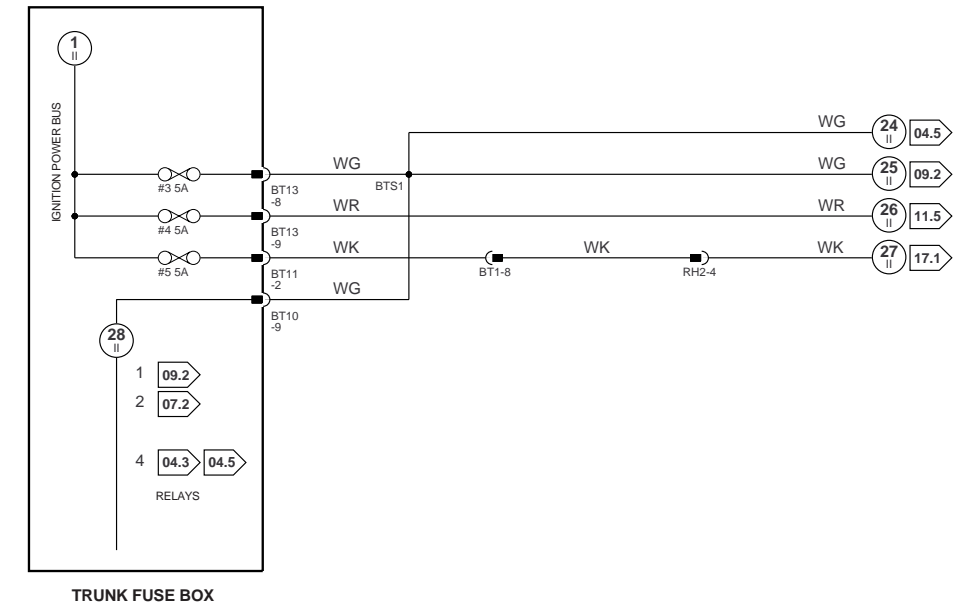 1
II
IGNITION POWER BUS
WG
24
II
04.5
#3 5A
BT13
-8
WG
BTS1
WG
25
II
09.2
#4 5A
BT13
-9
WR
WR
26
II
11.5
#5 5A
BT11
-2
WK
BT1-8
WK
RH2-4
WK
27
II
17.1
WG
BT10
-9
28
II
1 09.2
2 07.2
4 04.3 04.5
RELAYS
TRUNK FUSE BOX